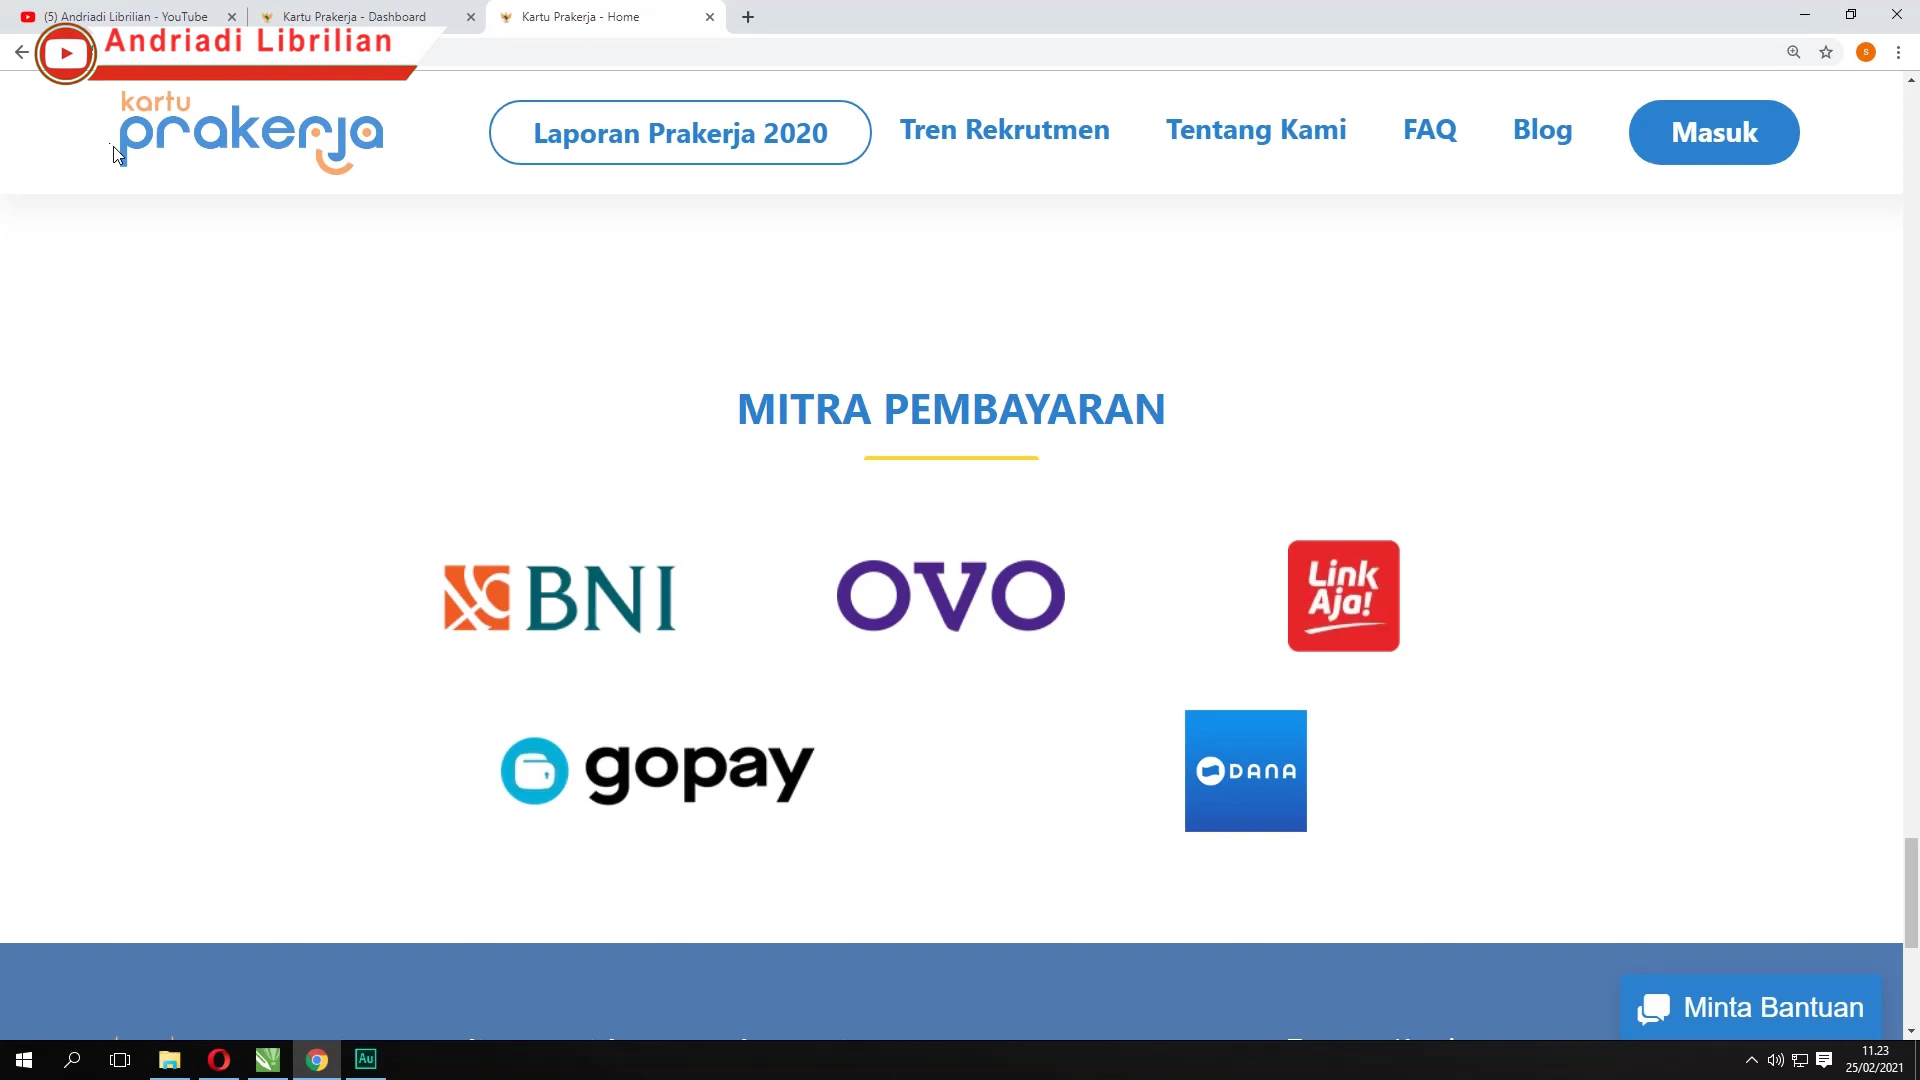 (5) Andriadi Librilian - YouTube
Kartu Prakerja - Dashboard
Kartu Prakerja - Home
Andriadi Librilian
S
kartu
prakerja
Laporan Prakerja 2020
Tren Rekrutmen
Tentang Kami
FAQ
Blog
Masuk
MITRA PEMBAYARAN
BNI
OVO
Link
Aja!
gopay
DANA
Minta Bantuan
Au
11.23
25/02/2021